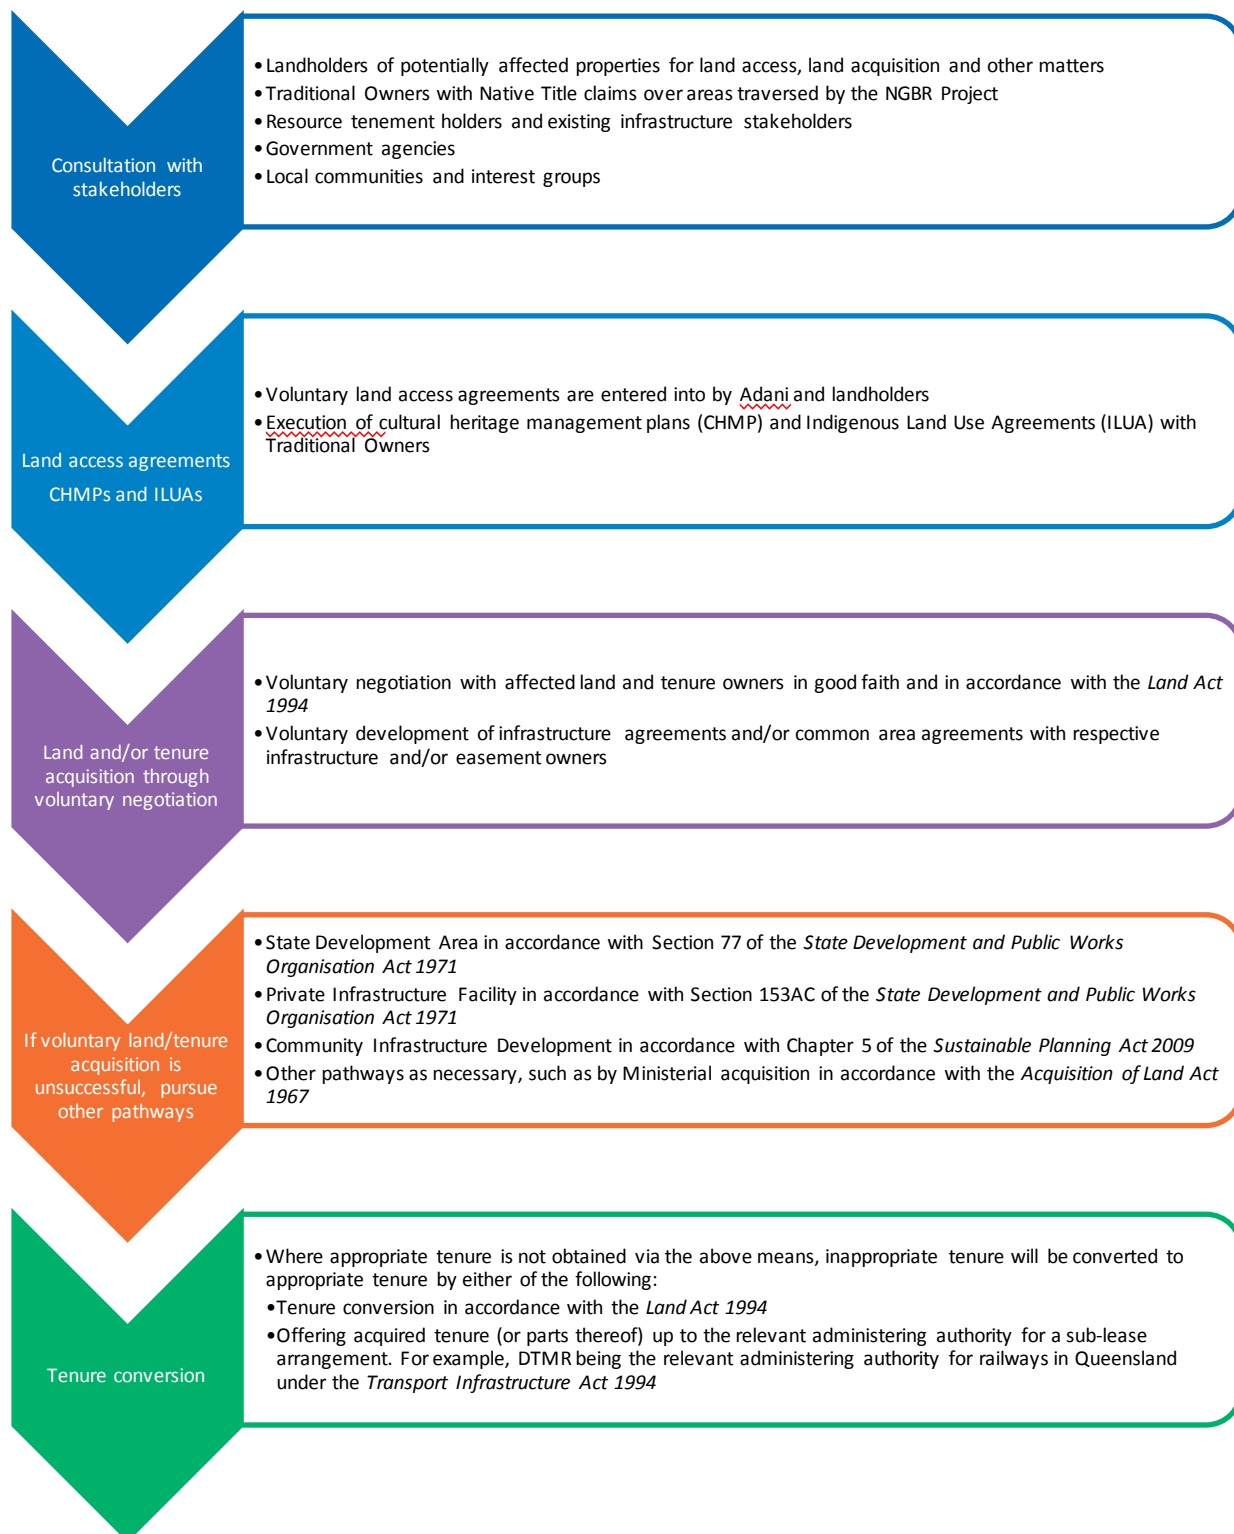 Consultation with
stakeholders
•Landholders of potentially affected properties for land access, land acquisition and other matters
•Traditional Owners with Native Title claims over areas traversed by the NGBR Project
•Resource tenement holders and existing infrastructure stakeholders
•Government agencies
•Local communities and interest groups
Land access agreements
CHMPs and ILUAs
•Voluntary land access agreements are entered into by Adani and landholders
•Execution of cultural heritage management plans (CHMP) and Indigenous Land Use Agreements (ILUA) with
Traditional Owners
Land and/or tenure
acquisition through
voluntary negotiation
•Voluntary negotiation with affected land and tenure owners in good faith and in accordance with the Land Act
1994
•Voluntary development of infrastructure agreements and/or common area agreements with respective
infrastructure and/or easement owners
If voluntary land/tenure
acquisition is
unsuccessful, pursue
other pathways
•State Development Area in accordance with Section 77 of the State Development and Public Works
Organisation Act 1971
•Private Infrastructure Facility in accordance with Section 153AC of the State Development and Public Works
Organisation Act 1971
•Community Infrastructure Development in accordance with Chapter 5 of the Sustainable Planning Act 2009
•Other pathways as necessary, such as by Ministerial acquisition in accordance with the Acquisition of Land Act
1967
Tenure conversion
•Where appropriate tenure is not obtained via the above means, inappropriate tenure will be converted to
appropriate tenure by either of the following:
•Tenure conversion in accordance with the Land Act 1994
•Offering acquired tenure (or parts thereof) up to the relevant administering authority for a sub-lease
arrangement. For example, DTMR being the relevant administering authority for railways in Queensland
under the Transport Infrastructure Act 1994